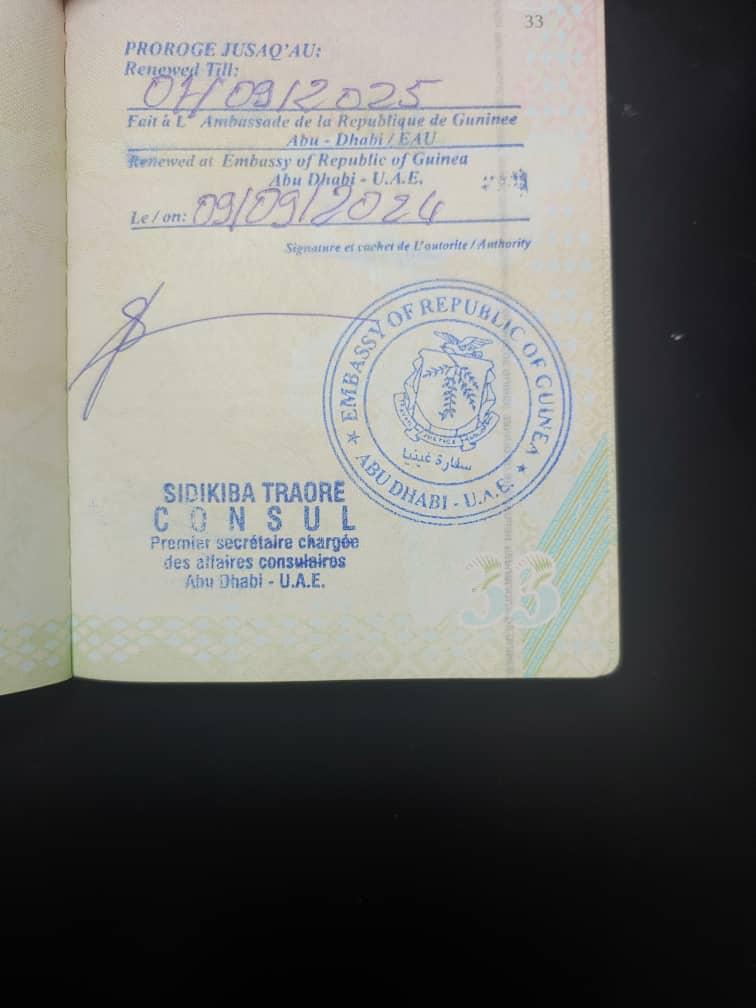 33
PROROGE JUSAQ'AU:
Renewed Till:
07/09/2025
Fait à L' Ambassade de la Republique de Guninee
Abu - Dhabi / EAU
Renewed at Embassy of Republic of Guinea
Abu Dhabi - U.A.E.
Le / on: 09/09/2024
Signature et cachet de L'autorite / Authority
★ EMBASSY OF REPUBLIC OF GUINEA ★
JUSTICE
سفارة غينيا
ABU DHABI - U.A.E.
SIDIKIBA TRAORE
CONSUL
Premier secrétaire chargée
des affaires consulaires
Abu Dhabi - U.A.E.
33